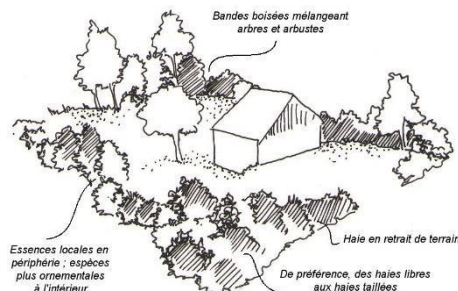 Bandes boisées mélangeant
arbres et arbustes
Essences locales en
périphérie ; espèces
plus ornementales
à l'intérieur
Haie en retrait de terrain
De préférence, des haies libres
aux haies taillées